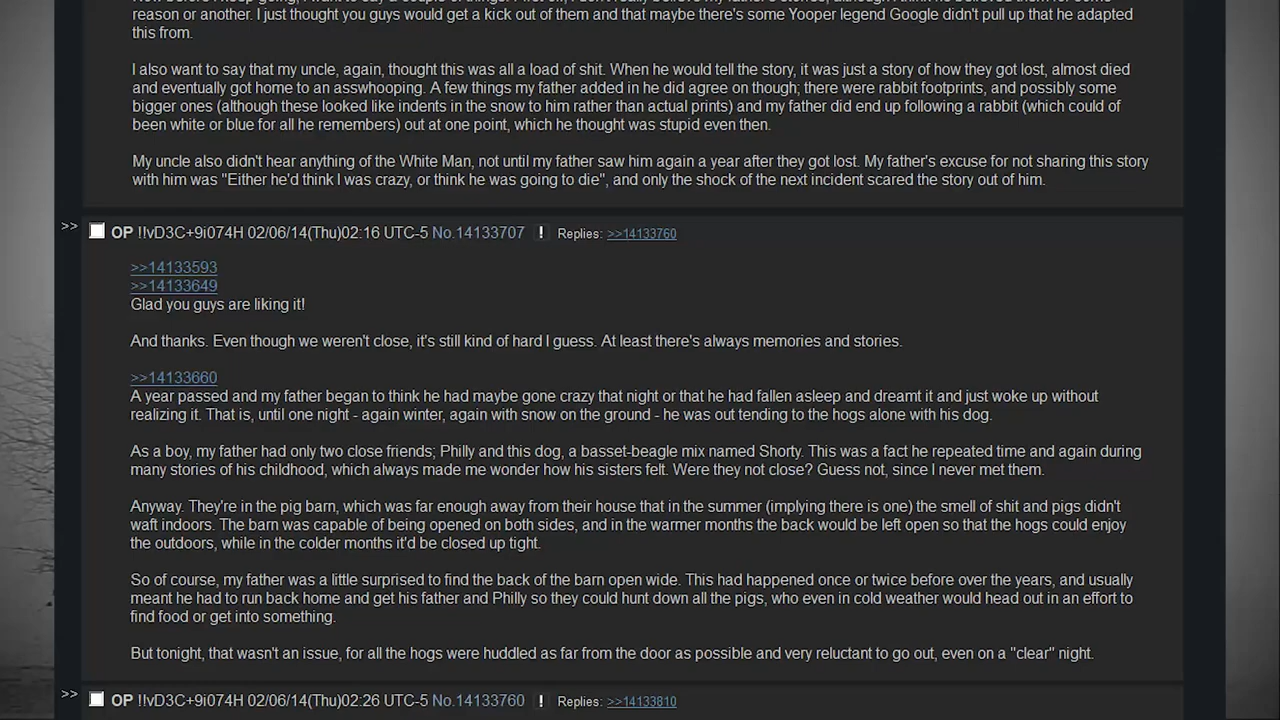 reason or another. I just thought you guys would get a kick out of them and that maybe there's some Yooper legend Google didn't pull up that he adapted
this from.
I also want to say that my uncle, again, thought this was all a load of shit. When he would tell the story, it was just a story of how they got lost, almost died
and eventually got home to an asswhooping. A few things my father added in he did agree on though; there were rabbit footprints, and possibly some
bigger ones (although these looked like indents in the snow to him rather than actual prints) and my father did end up following a rabbit (which could of
been white or blue for all he remembers) out at one point, which he thought was stupid even then.
My uncle also didn't hear anything of the White Man, not until my father saw him again a year after they got lost. My father's excuse for not sharing this story
with him was "Either he'd think I was crazy, or think he was going to die", and only the shock of the next incident scared the story out of him.
>> OP !!vD3C+9i074H 02/06/14(Thu)02:16 UTC-5 No.14133707 ! Replies: >>14133760
>>14133593
>>14133649
Glad you guys are liking it!
And thanks. Even though we weren't close, it's still kind of hard I guess. At least there's always memories and stories.
>>14133660
A year passed and my father began to think he had maybe gone crazy that night or that he had fallen asleep and dreamt it and just woke up without
realizing it. That is, until one night - again winter, again with snow on the ground - he was out tending to the hogs alone with his dog.
As a boy, my father had only two close friends; Philly and this dog, a basset-beagle mix named Shorty. This was a fact he repeated time and again during
many stories of his childhood, which always made me wonder how his sisters felt. Were they not close? Guess not, since I never met them.
Anyway. They're in the pig barn, which was far enough away from their house that in the summer (implying there is one) the smell of shit and pigs didn't
waft indoors. The barn was capable of being opened on both sides, and in the warmer months the back would be left open so that the hogs could enjoy
the outdoors, while in the colder months it'd be closed up tight.
So of course, my father was a little surprised to find the back of the barn open wide. This had happened once or twice before over the years, and usually
meant he had to run back home and get his father and Philly so they could hunt down all the pigs, who even in cold weather would head out in an effort to
find food or get into something.
But tonight, that wasn't an issue, for all the hogs were huddled as far from the door as possible and very reluctant to go out, even on a "clear" night.
>> OP !!vD3C+9i074H 02/06/14(Thu)02:26 UTC-5 No.14133760 ! Replies: >>14133810